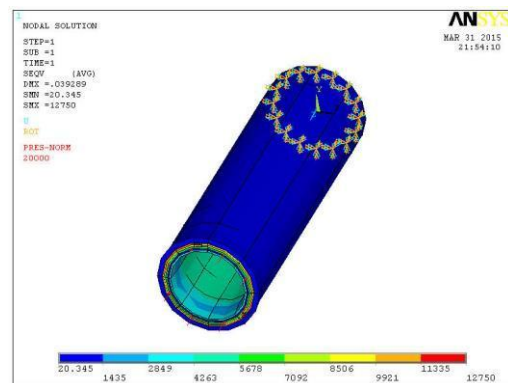 1
NODAL SOLUTION
STEP=1
SUB =1
TIME=1
SEQV (AVG)
DMX =.039289
SMN =20.345
SMX =12750
U
ROT
PRES-NORM
20000
ANSYS
MAR 31 2015
21:54:10
Y
20.345 2849 5678 8506 11335
1435 4263 7092 9921 12750